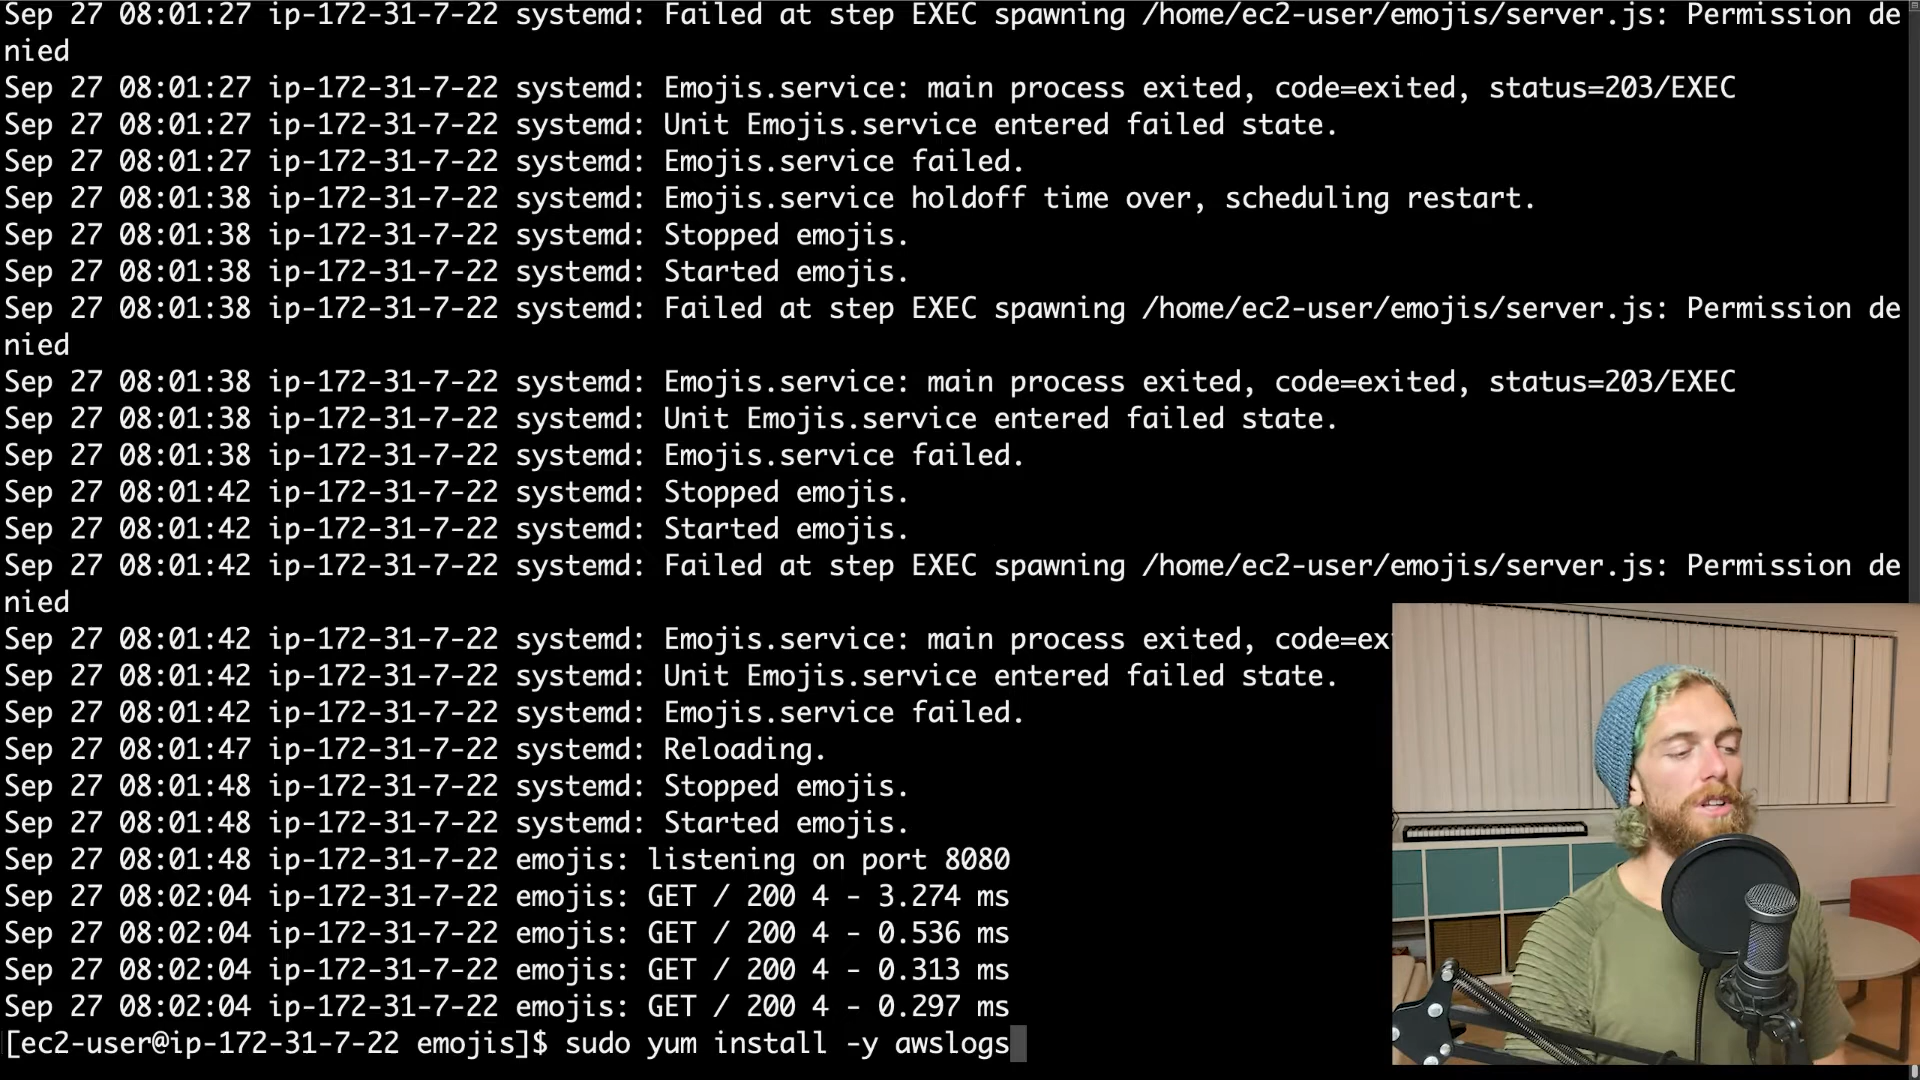 Sep 27 08:01:27 ip-172-31-7-22 systemd: Failed at step EXEC spawning /home/ec2-user/emojis/server.js: Permission de
nied
Sep 27 08:01:27 ip-172-31-7-22 systemd: Emojis.service: main process exited, code=exited, status=203/EXEC
Sep 27 08:01:27 ip-172-31-7-22 systemd: Unit Emojis.service entered failed state.
Sep 27 08:01:27 ip-172-31-7-22 systemd: Emojis.service failed.
Sep 27 08:01:38 ip-172-31-7-22 systemd: Emojis.service holdoff time over, scheduling restart.
Sep 27 08:01:38 ip-172-31-7-22 systemd: Stopped emojis.
Sep 27 08:01:38 ip-172-31-7-22 systemd: Started emojis.
Sep 27 08:01:38 ip-172-31-7-22 systemd: Failed at step EXEC spawning /home/ec2-user/emojis/server.js: Permission de
nied
Sep 27 08:01:38 ip-172-31-7-22 systemd: Emojis.service: main process exited, code=exited, status=203/EXEC
Sep 27 08:01:38 ip-172-31-7-22 systemd: Unit Emojis.service entered failed state.
Sep 27 08:01:38 ip-172-31-7-22 systemd: Emojis.service failed.
Sep 27 08:01:42 ip-172-31-7-22 systemd: Stopped emojis.
Sep 27 08:01:42 ip-172-31-7-22 systemd: Started emojis.
Sep 27 08:01:42 ip-172-31-7-22 systemd: Failed at step EXEC spawning /home/ec2-user/emojis/server.js: Permission de
nied
Sep 27 08:01:42 ip-172-31-7-22 systemd: Emojis.service: main process exited, code=ex
Sep 27 08:01:42 ip-172-31-7-22 systemd: Unit Emojis.service entered failed state.
Sep 27 08:01:42 ip-172-31-7-22 systemd: Emojis.service failed.
Sep 27 08:01:47 ip-172-31-7-22 systemd: Reloading.
Sep 27 08:01:48 ip-172-31-7-22 systemd: Stopped emojis.
Sep 27 08:01:48 ip-172-31-7-22 systemd: Started emojis.
Sep 27 08:01:48 ip-172-31-7-22 emojis: listening on port 8080
Sep 27 08:02:04 ip-172-31-7-22 emojis: GET / 200 4 - 3.274 ms
Sep 27 08:02:04 ip-172-31-7-22 emojis: GET / 200 4 - 0.536 ms
Sep 27 08:02:04 ip-172-31-7-22 emojis: GET / 200 4 - 0.313 ms
Sep 27 08:02:04 ip-172-31-7-22 emojis: GET / 200 4 - 0.297 ms
[ec2-user@ip-172-31-7-22 emojis]$ sudo yum install -y awslogs